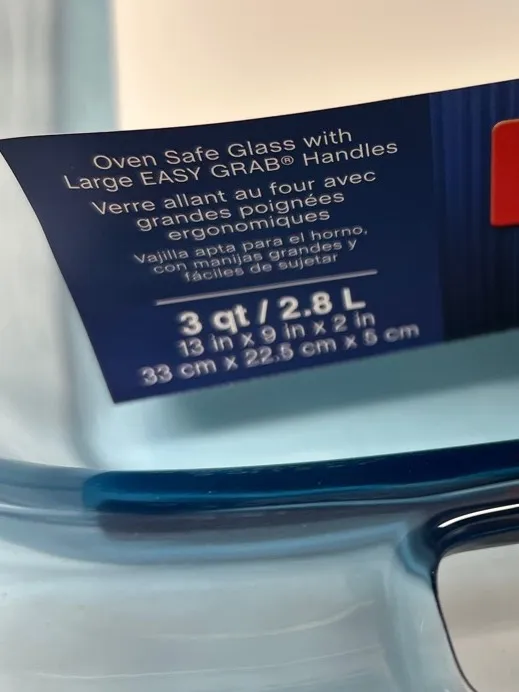 Oven Safe Glass with
Large EASY GRAB® Handles
Verre allant au four avec
grandes poignées
ergonomiques
Vajilla apta para el horno,
con manijas grandes y
fáciles de sujetar
3 qt / 2.8 L
13 in x 9 in x 2 in
33 cm x 22.5 cm x 5 cm